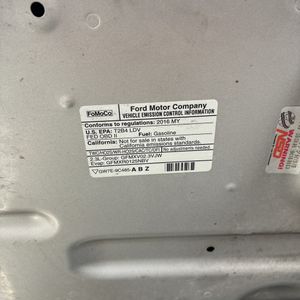 FoMoCo
Ford Motor Company
VEHICLE EMISSION CONTROL INFORMATION
Conforms to regulations: 2016 MY
U.S. EPA: T2B4 LDV
FED OBD II Fuel: Gasoline
California: Not for sale in states with
California emissions standards.
No adjustments needed.
2.3L-Group: GFMXV02.3VJW
Evap: GFMXR0125NBV
GW7E-9C485-A B Z